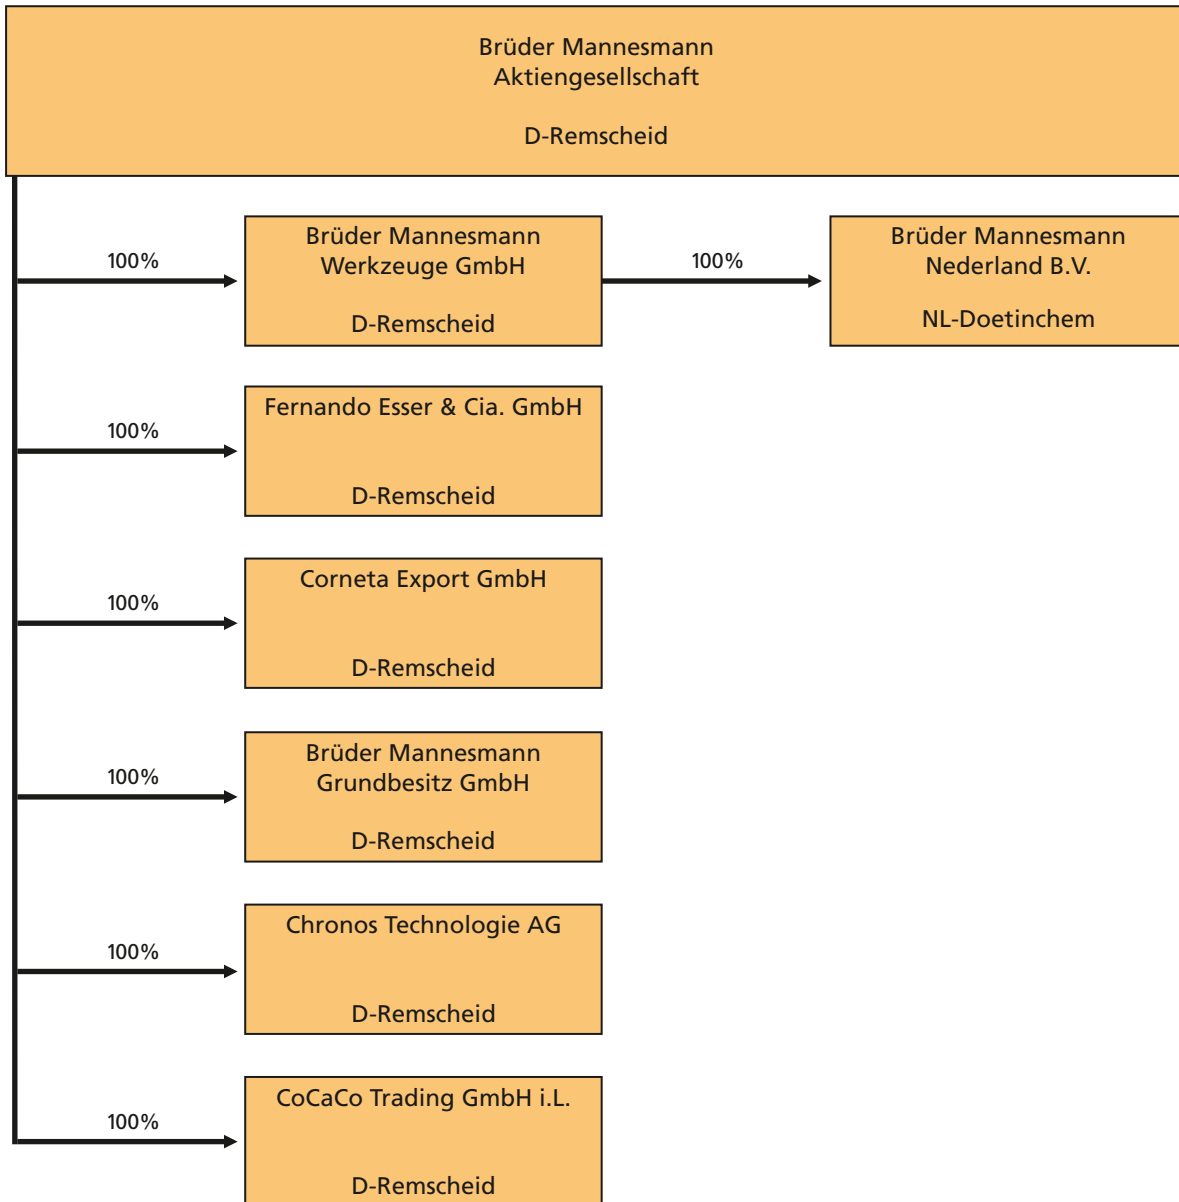 Brüder Mannesmann
Aktiengesellschaft
D-Remscheid
100%
Brüder Mannesmann
Werkzeuge GmbH
D-Remscheid
100%
Brüder Mannesmann
Nederland B.V.
NL-Doetinchem
100%
Fernando Esser & Cia. GmbH
D-Remscheid
100%
Corneta Export GmbH
D-Remscheid
100%
Brüder Mannesmann
Grundbesitz GmbH
D-Remscheid
100%
Chronos Technologie AG
D-Remscheid
100%
CoCaCo Trading GmbH i.L.
D-Remscheid